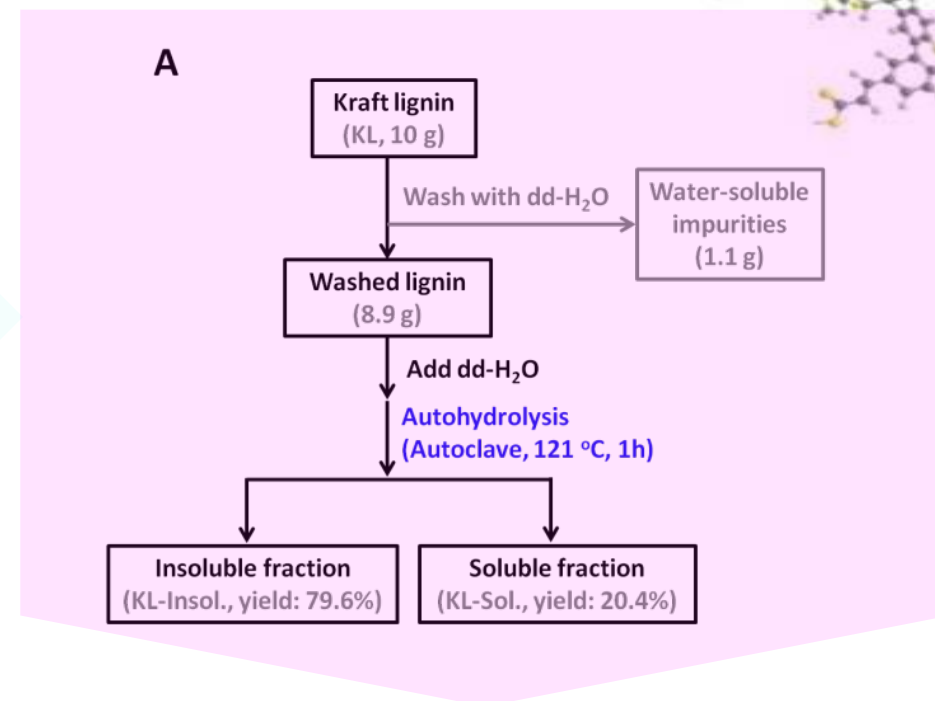 A
Kraft lignin
(KL, 10 g)
Wash with dd-H₂O
Water-soluble
impurities
(1.1 g)
Washed lignin
(8.9 g)
Add dd-H₂O
Autohydrolysis
(Autoclave, 121 °C, 1h)
Insoluble fraction
(KL-Insol., yield: 79.6%)
Soluble fraction
(KL-Sol., yield: 20.4%)